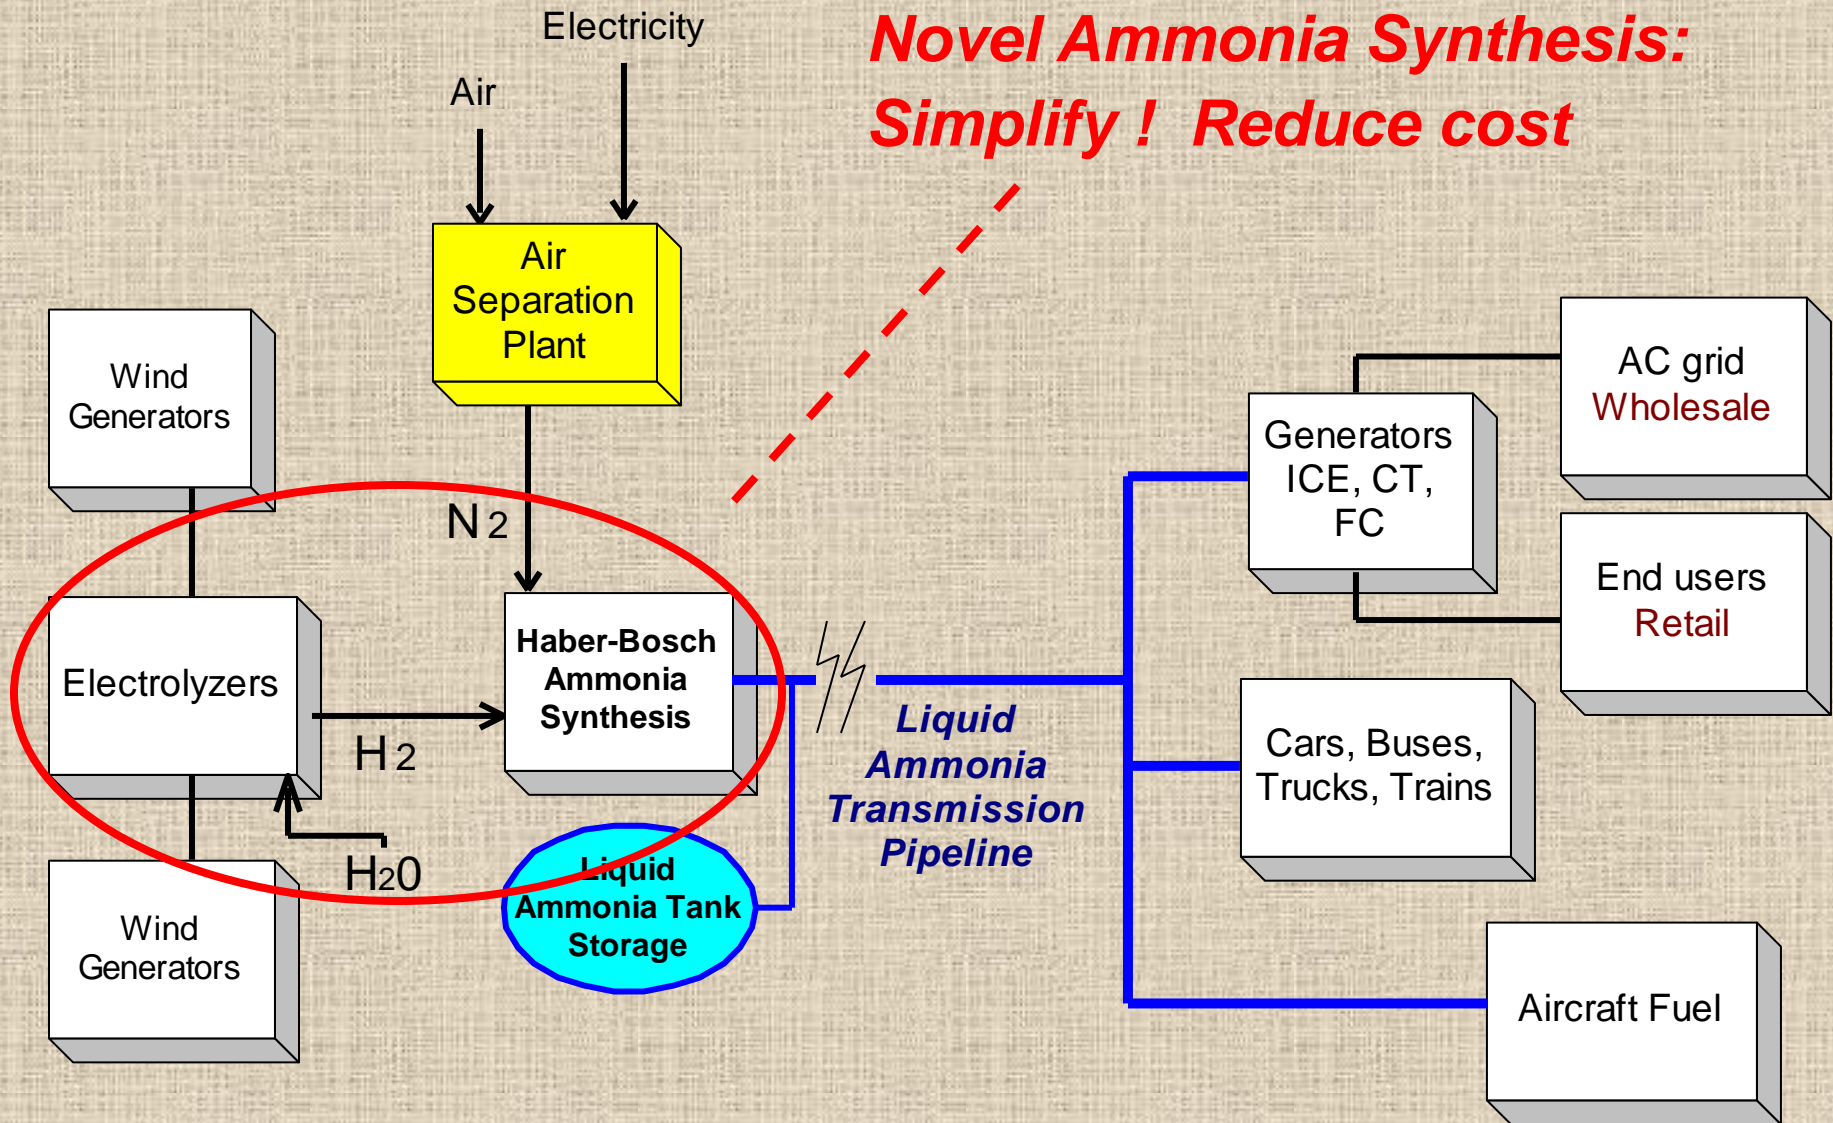 Novel Ammonia Synthesis:
Simplify ! Reduce cost
Electricity
Air
Air
Separation
Plant
Wind
Generators
N2
Electrolyzers
H2
H20
Haber-Bosch
Ammonia
Synthesis
Wind
Generators
Liquid
Ammonia Tank
Storage
Liquid
Ammonia
Transmission
Pipeline
Generators
ICE, CT,
FC
AC grid
Wholesale
End users
Retail
Cars, Buses,
Trucks, Trains
Aircraft Fuel